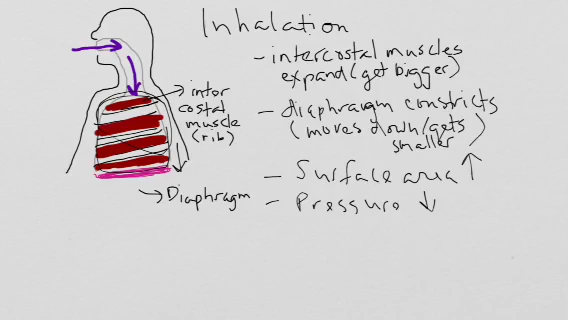 Inhalation
- intercostal muscles
expand (get bigger)
- diaphragm constricts
(moves down/gets
smaller)
- Surface area ↑
- Pressure ↓
→ inter
costal
muscle
(rib)
→ Diaphragm